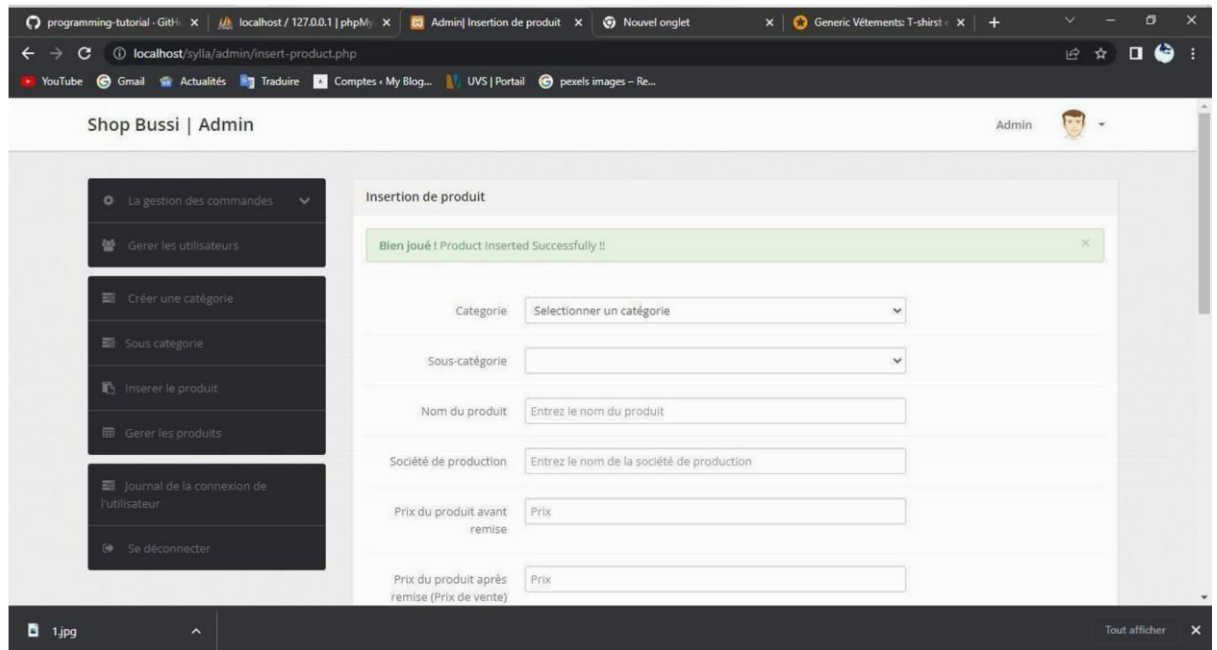 programming-tutorial · GitH
localhost / 127.0.0.1 | phpMy
Admin| Insertion de produit
Nouvel onglet
Generic Vétements: T-shirst
localhost/sylla/admin/insert-product.php
YouTube
Gmail
Actualités
Traduire
Comptes ‹ My Blog...
UVS | Portail
pexels images – Re...
Shop Bussi | Admin
Admin
La gestion des commandes
Gerer les utilisateurs
Créer une catégorie
Sous categorie
Inserer le produit
Gerer les produits
Journal de la connexion de
l'utilisateur
Se déconnecter
Insertion de produit
Bien joué ! Product Inserted Successfully !!
Categorie
Selectionner un catégorie
Sous-catégorie
Nom du produit
Entrez le nom du produit
Société de production
Entrez le nom de la société de production
Prix du produit avant
remise
Prix
Prix du produit après
remise (Prix de vente)
Prix
1.jpg
Tout afficher